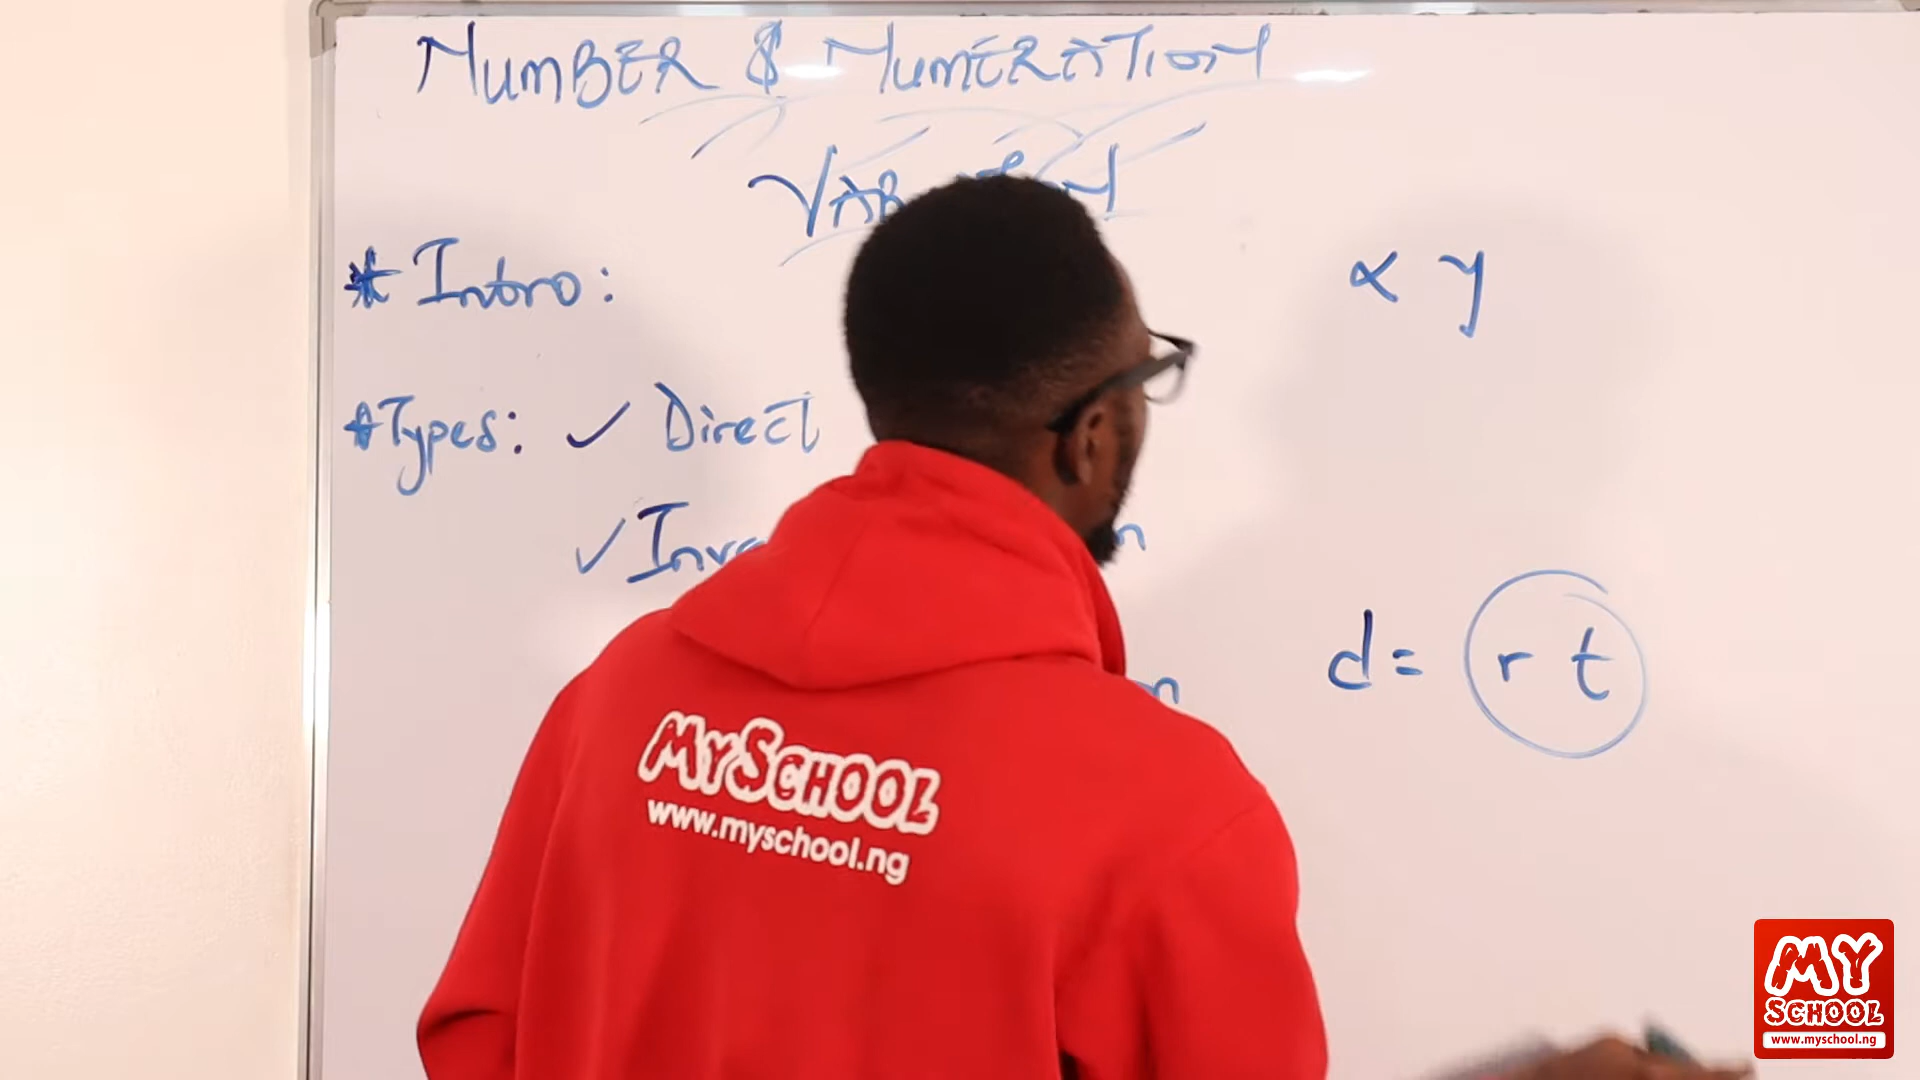 NUMBER & NUMERATION
* Intro:
∝ y
*Types: ✓ Direct
✓
d = r t
MYSCHOOL
www.myschool.ng
MY
SCHOOL
www.myschool.ng